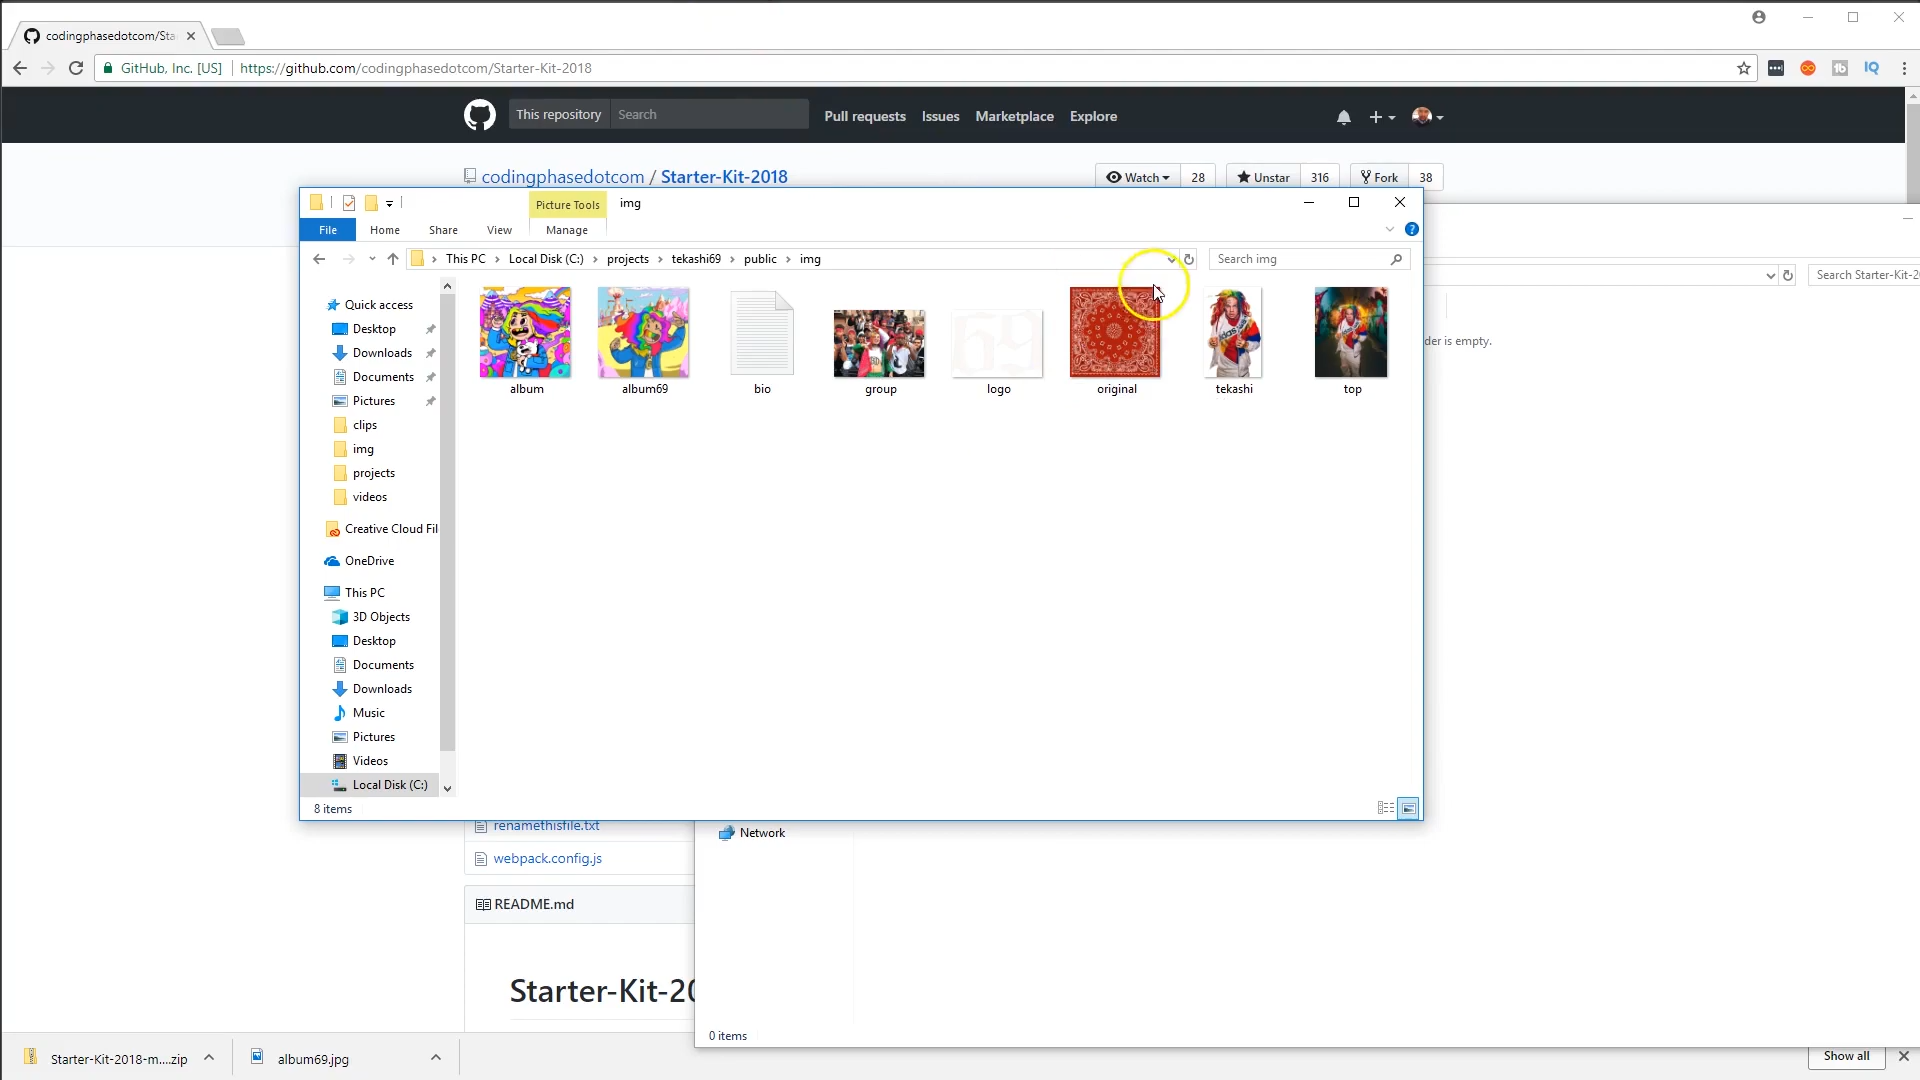 codingphasedotcom/Sta
GitHub, Inc. [US] https://github.com/codingphasedotcom/Starter-Kit-2018
This repository Search Pull requests Issues Marketplace Explore
codingphasedotcom / Starter-Kit-2018 Watch 28 Unstar 316 Fork 38
Picture Tools img
File Home Share View Manage
This PC Local Disk (C:) projects tekashi69 public img Search img
Search Starter-Kit-2
Quick access
Desktop
Downloads
Documents
Pictures
clips
img
projects
videos
Creative Cloud Fil
OneDrive
This PC
3D Objects
Desktop
Documents
Downloads
Music
Pictures
Videos
Local Disk (C:)
album album69 bio group logo original tekashi top
der is empty.
8 items
renamethisfile.txt
webpack.config.js
README.md
Starter-Kit-20
Network
0 items
Starter-Kit-2018-m....zip album69.jpg Show all